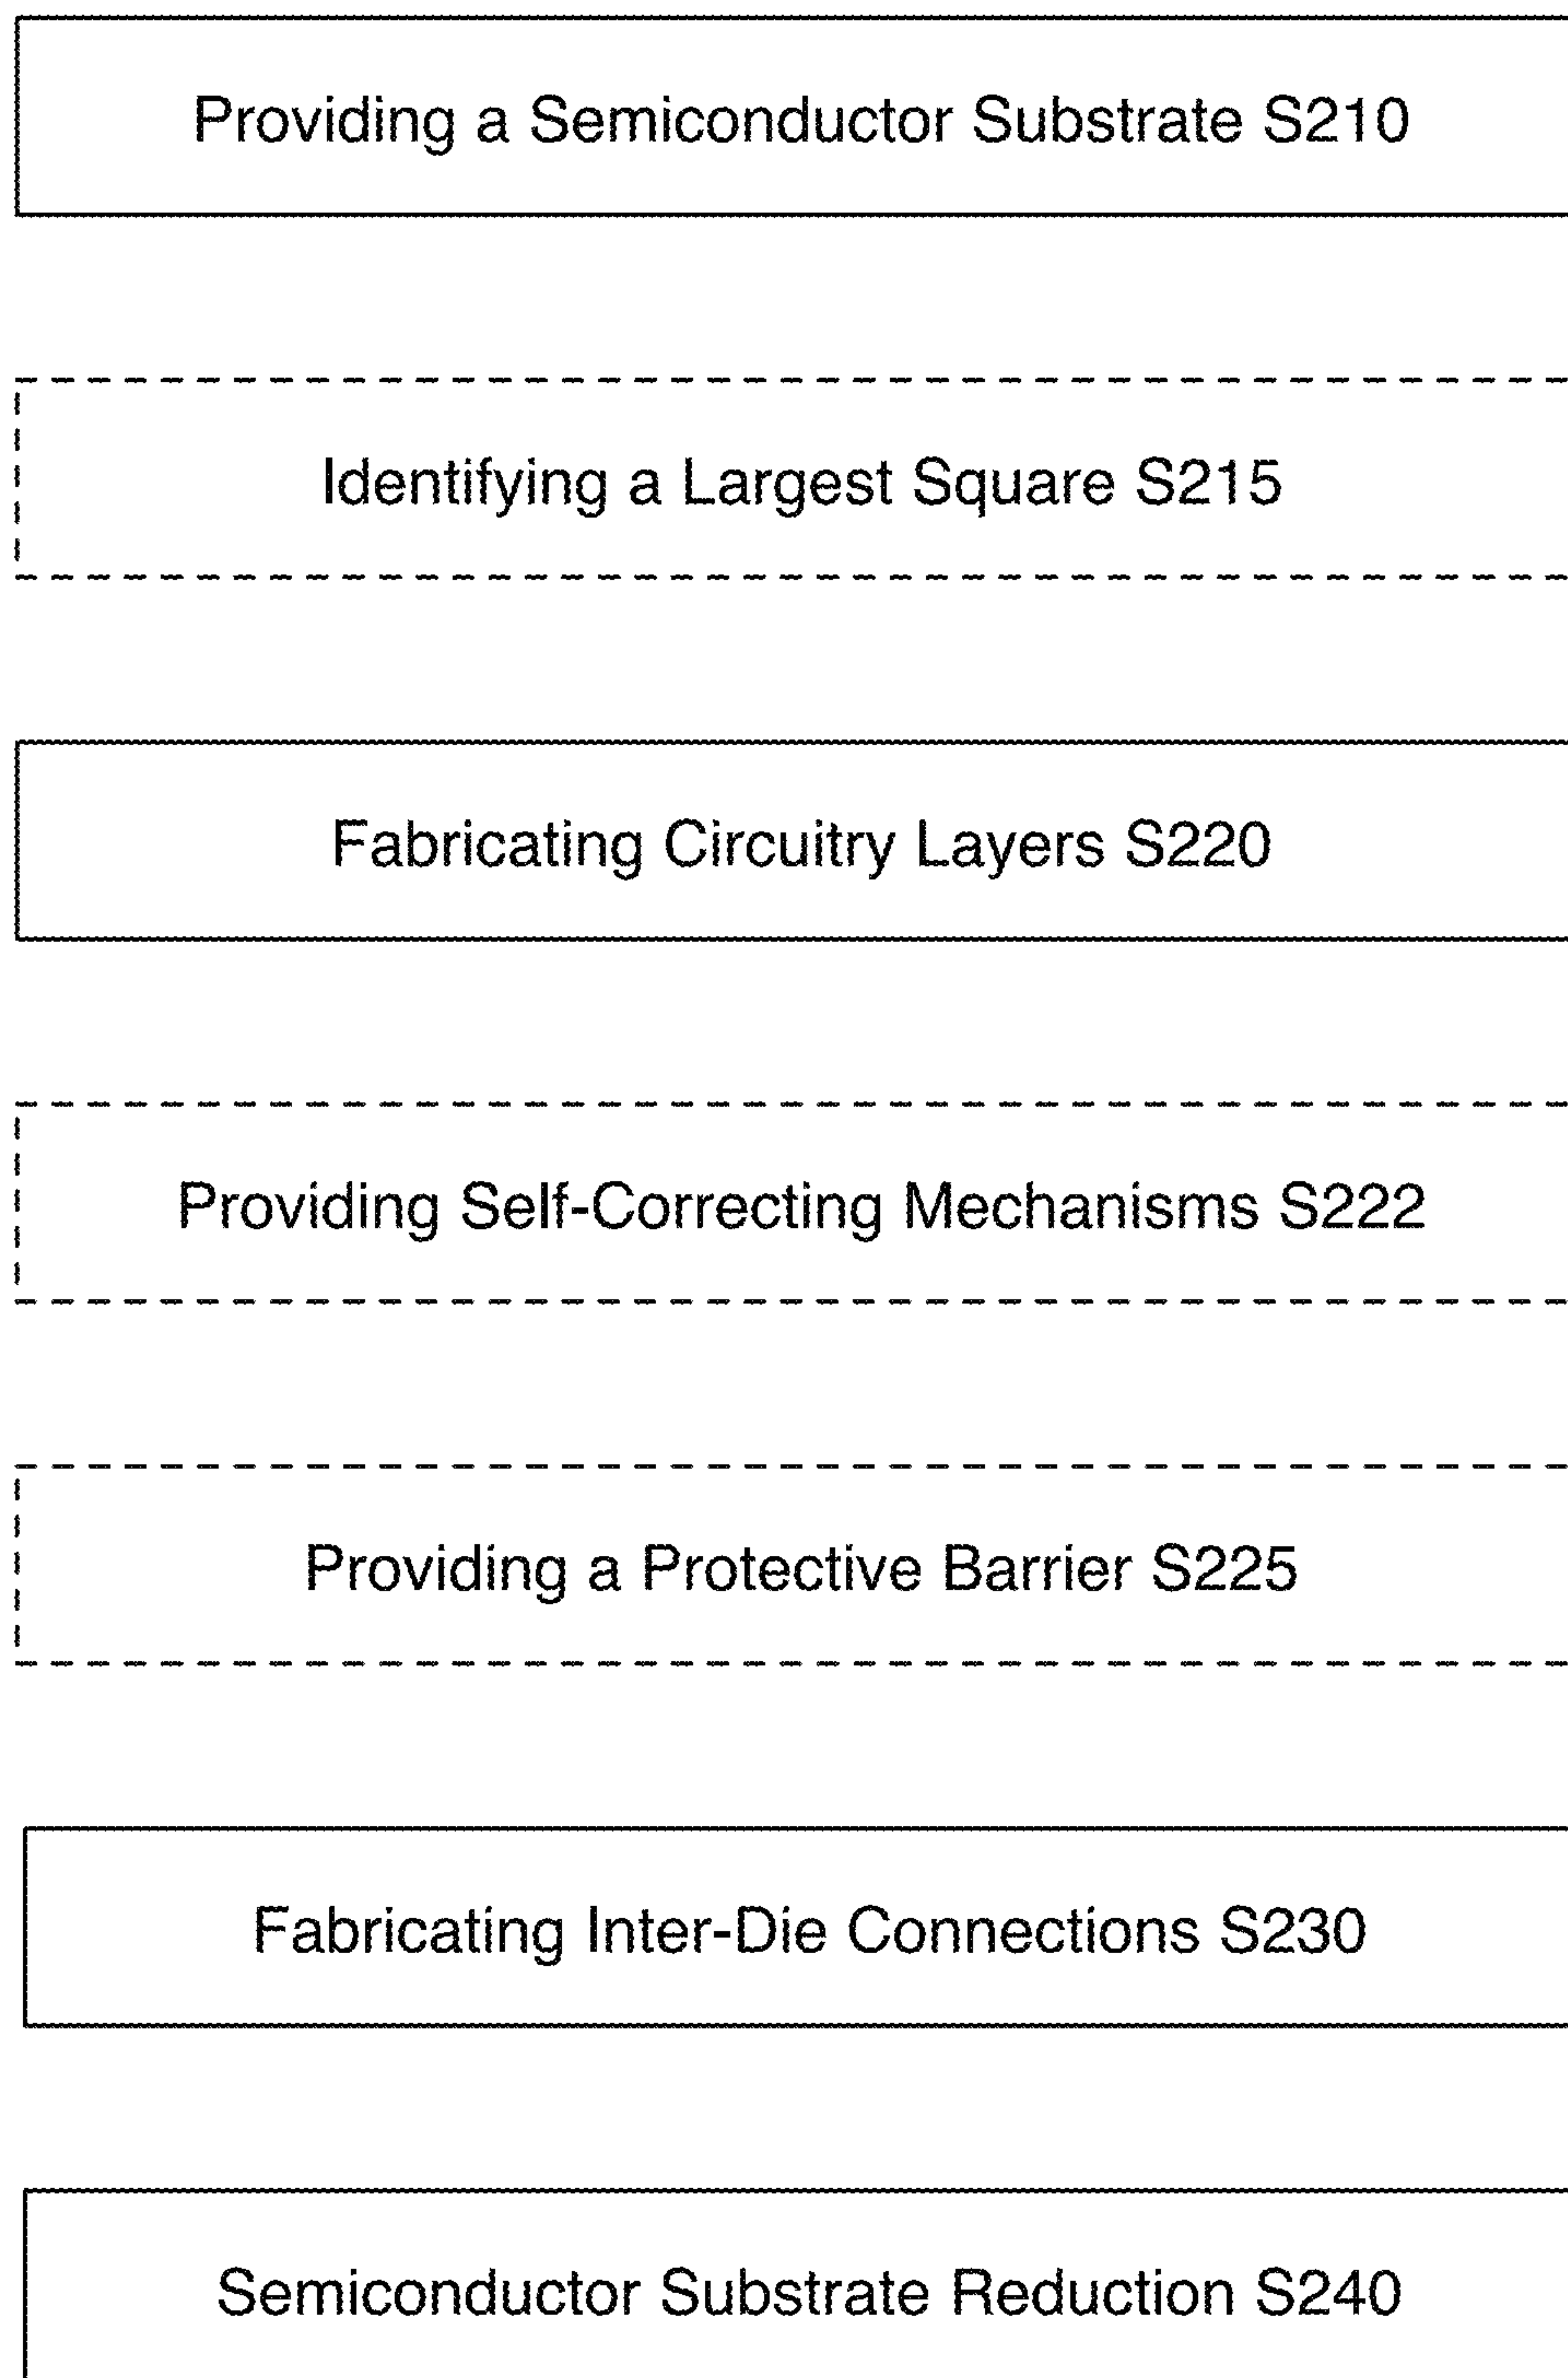 Providing a Semiconductor Substrate S210
Identifying a Largest Square S215
Fabricating Circuitry Layers S220
Providing Self-Correcting Mechanisms S222
Providing a Protective Barrier S225
Fabricating Inter-Die Connections S230
Semiconductor Substrate Reduction S240